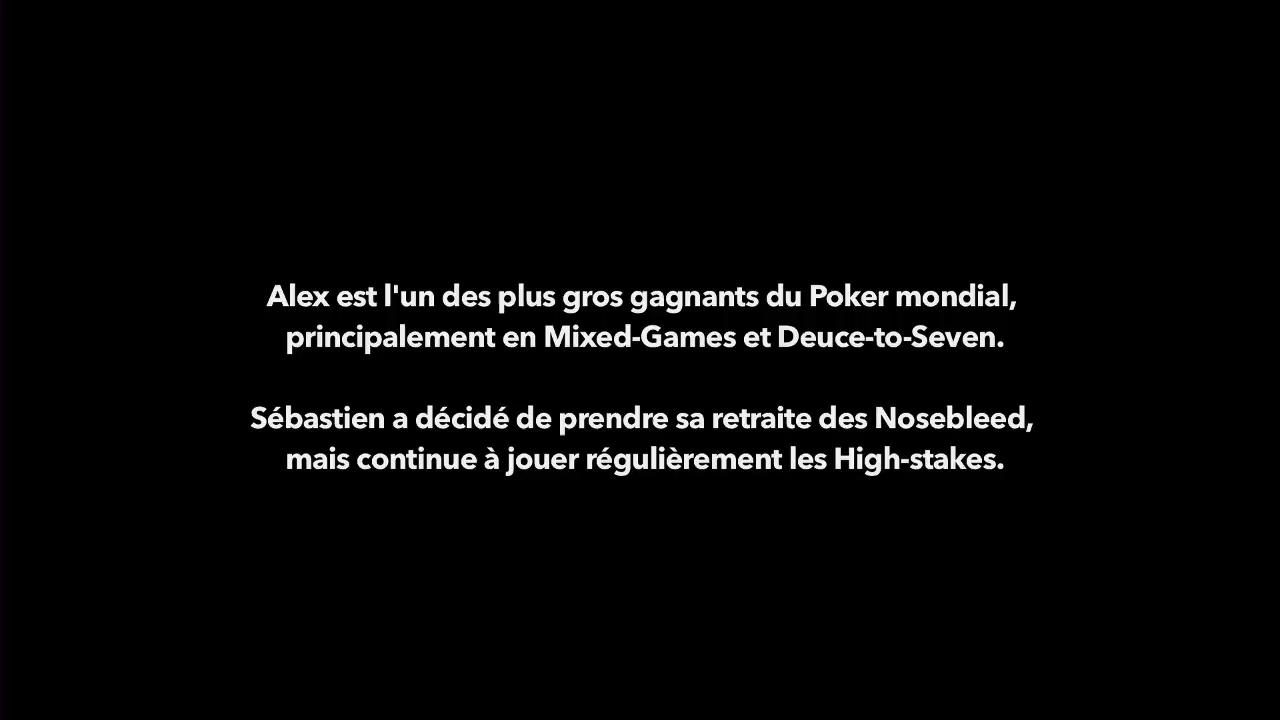 Alex est l'un des plus gros gagnants du Poker mondial,
principalement en Mixed-Games et Deuce-to-Seven.
Sébastien a décidé de prendre sa retraite des Nosebleed,
mais continue à jouer régulièrement les High-stakes.